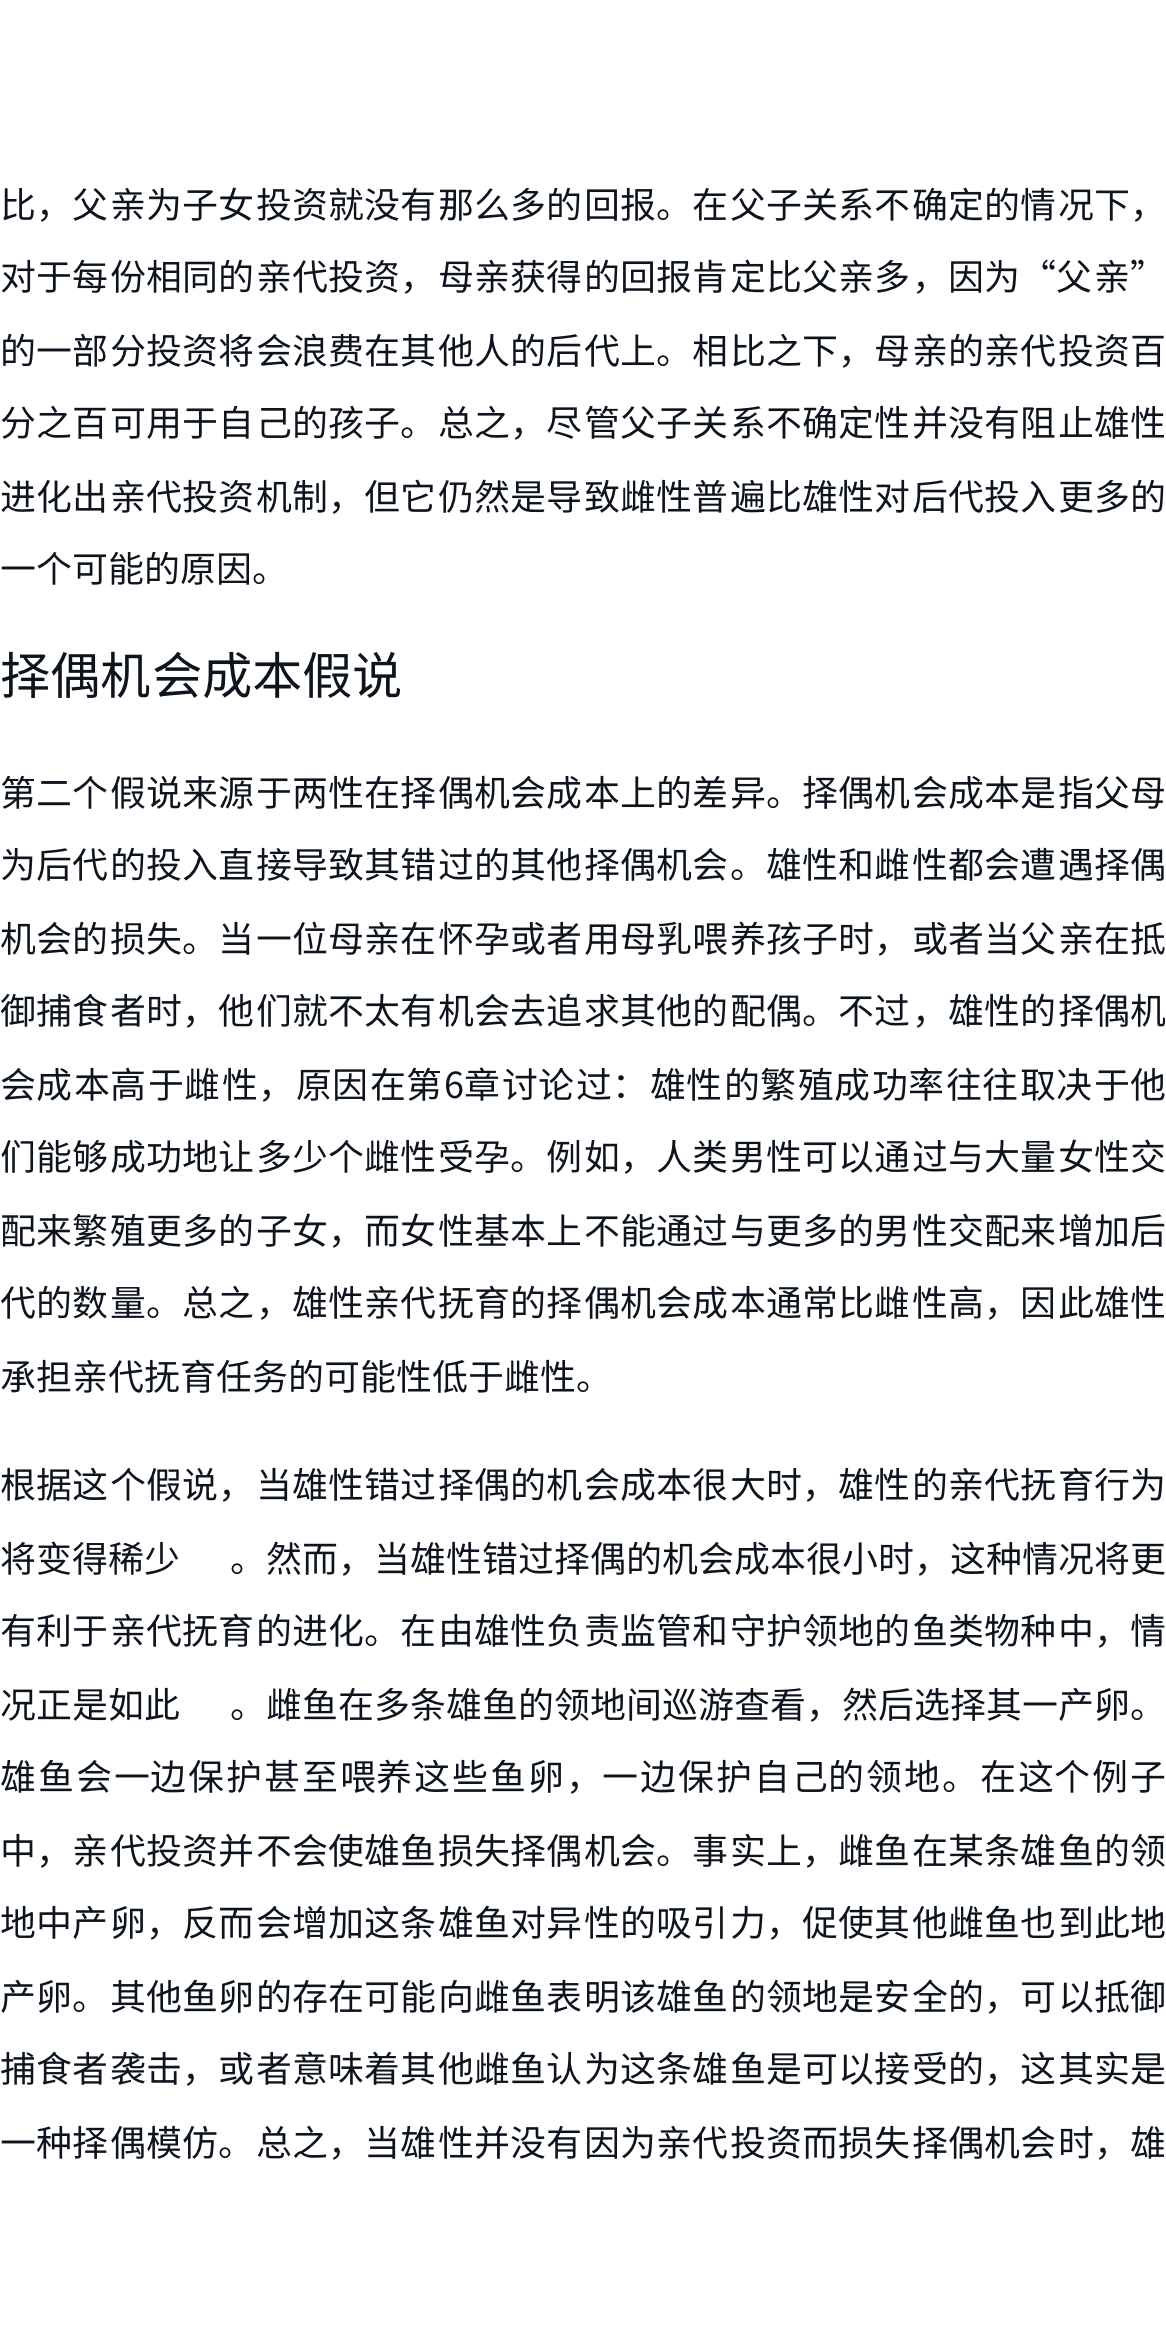 比，父亲为子女投资就没有那么多的回报。在父子关系不确定的情况下，
对于每份相同的亲代投资，母亲获得的回报肯定比父亲多，因为“父亲”
的一部分投资将会浪费在其他人的后代上。相比之下，母亲的亲代投资百
分之百可用于自己的孩子。总之，尽管父子关系不确定性并没有阻止雄性
进化出亲代投资机制，但它仍然是导致雌性普遍比雄性对后代投入更多的
一个可能的原因。
择偶机会成本假说
第二个假说来源于两性在择偶机会成本上的差异。择偶机会成本是指父母
为后代的投入直接导致其错过的其他择偶机会。雄性和雌性都会遭遇择偶
机会的损失。当一位母亲在怀孕或者用母乳喂养孩子时，或者当父亲在抵
御捕食者时，他们就不太有机会去追求其他的配偶。不过，雄性的择偶机
会成本高于雌性，原因在第6章讨论过：雄性的繁殖成功率往往取决于他
们能够成功地让多少个雌性受孕。例如，人类男性可以通过与大量女性交
配来繁殖更多的子女，而女性基本上不能通过与更多的男性交配来增加后
代的数量。总之，雄性亲代抚育的择偶机会成本通常比雌性高，因此雄性
承担亲代抚育任务的可能性低于雌性。
根据这个假说，当雄性错过择偶的机会成本很大时，雄性的亲代抚育行为
将变得稀少 。然而，当雄性错过择偶的机会成本很小时，这种情况将更
有利于亲代抚育的进化。在由雄性负责监管和守护领地的鱼类物种中，情
况正是如此 。雌鱼在多条雄鱼的领地间巡游查看，然后选择其一产卵。
雄鱼会一边保护甚至喂养这些鱼卵，一边保护自己的领地。在这个例子
中，亲代投资并不会使雄鱼损失择偶机会。事实上，雌鱼在某条雄鱼的领
地中产卵，反而会增加这条雄鱼对异性的吸引力，促使其他雌鱼也到此地
产卵。其他鱼卵的存在可能向雌鱼表明该雄鱼的领地是安全的，可以抵御
捕食者袭击，或者意味着其他雌鱼认为这条雄鱼是可以接受的，这其实是
一种择偶模仿。总之，当雄性并没有因为亲代投资而损失择偶机会时，雄